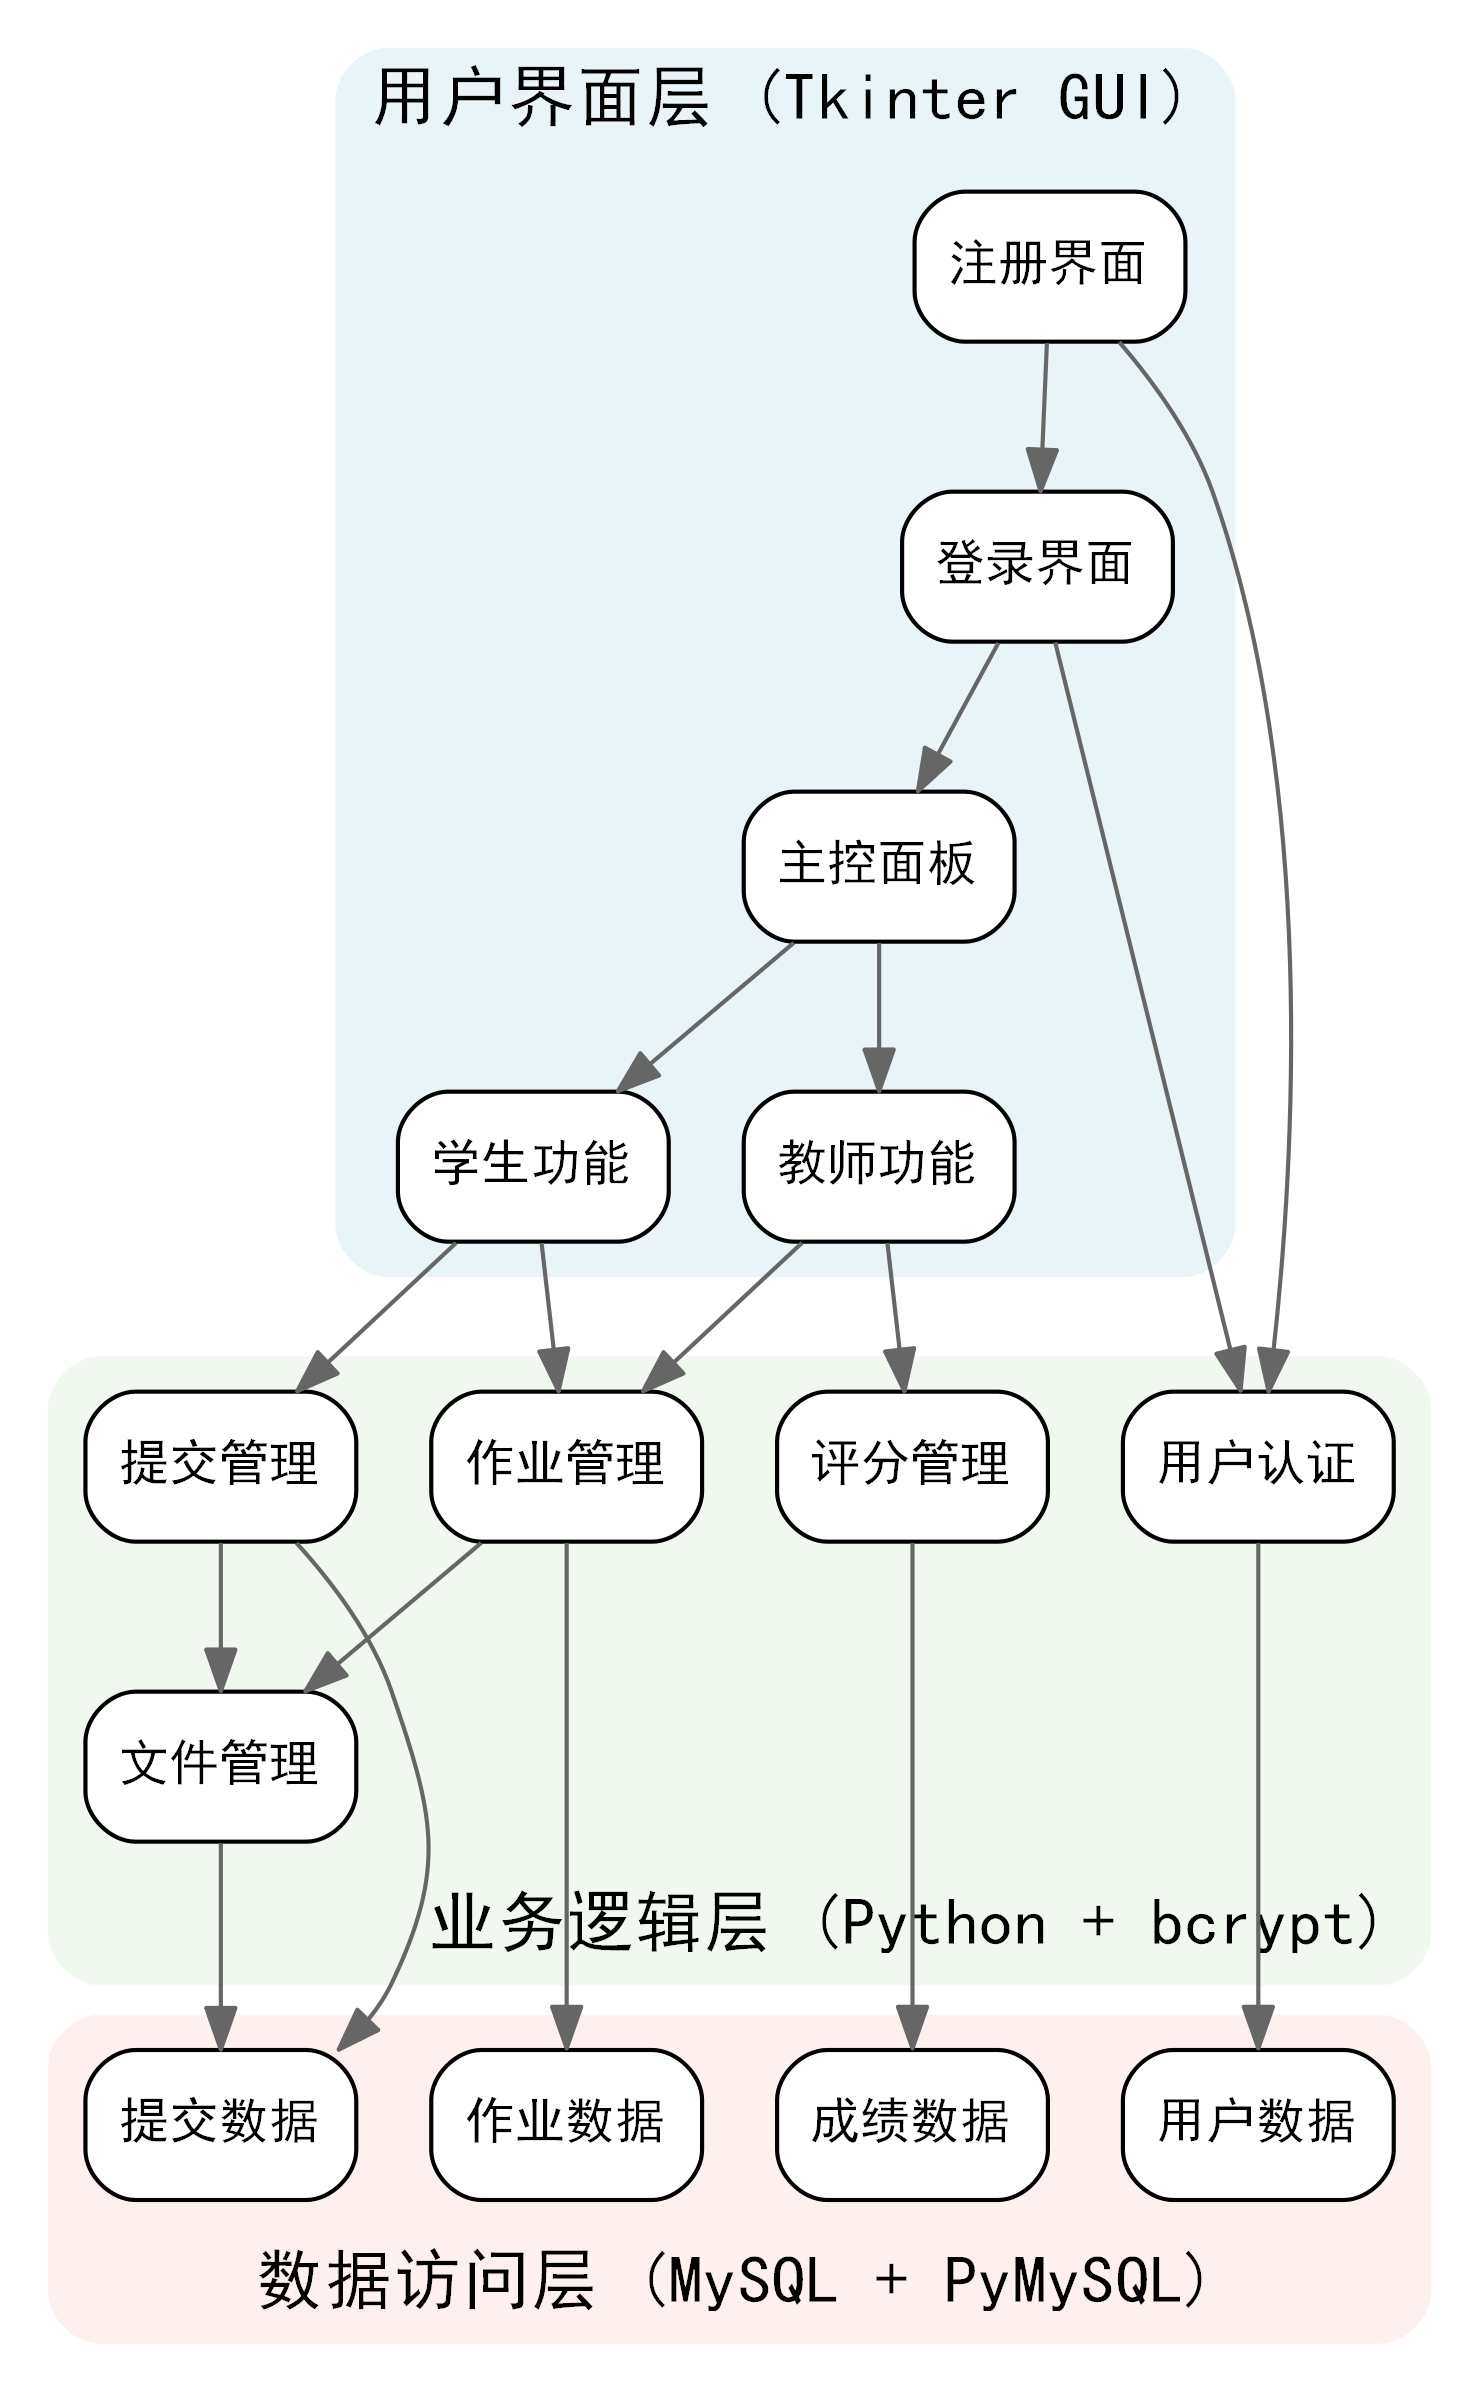 用户界面层 (Tkinter GUI)
注册界面
登录界面
主控面板
学生功能
教师功能
提交管理
作业管理
评分管理
用户认证
文件管理
业务逻辑层 (Python + bcrypt)
提交数据
作业数据
成绩数据
用户数据
数据访问层 (MySQL + PyMySQL)